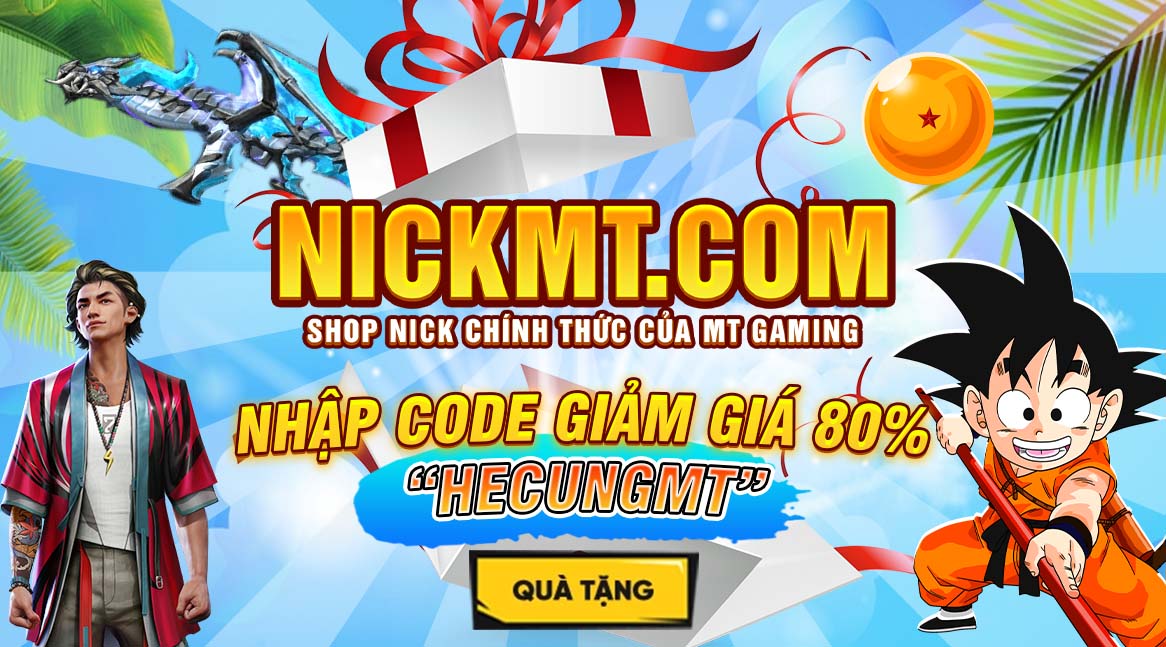 NICKMT.COM
SHOP NICK CHÍNH THỨC CỦA MT GAMING
NHẬP CODE GIẢM GIÁ 80%
“HECUNGMT”
QUÀ TẶNG